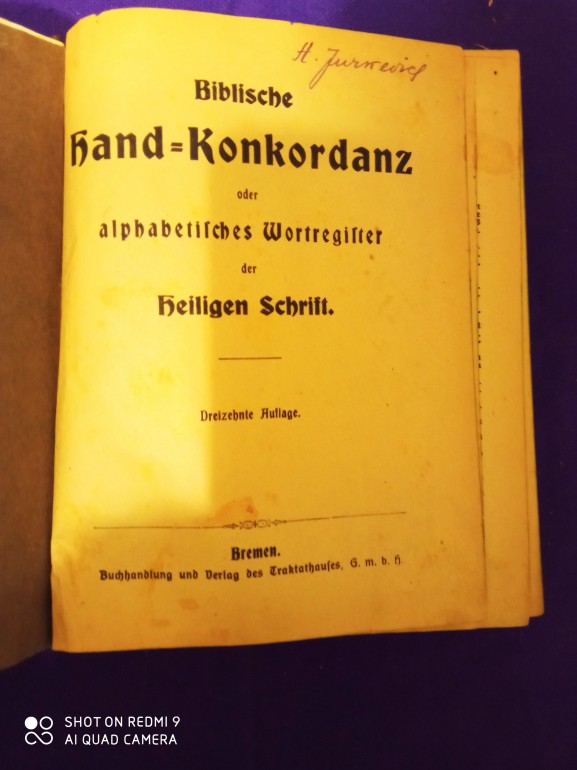 H. Jurkevich
Biblische
Hand=Konkordanz
oder
alphabetiſches Wortregiſter
der
Heiligen Schrift.
Dreizehnte Auflage.
Bremen.
Buchhandlung und Verlag des Traktathauſes, G. m. b. H.
SHOT ON REDMI 9
AI QUAD CAMERA